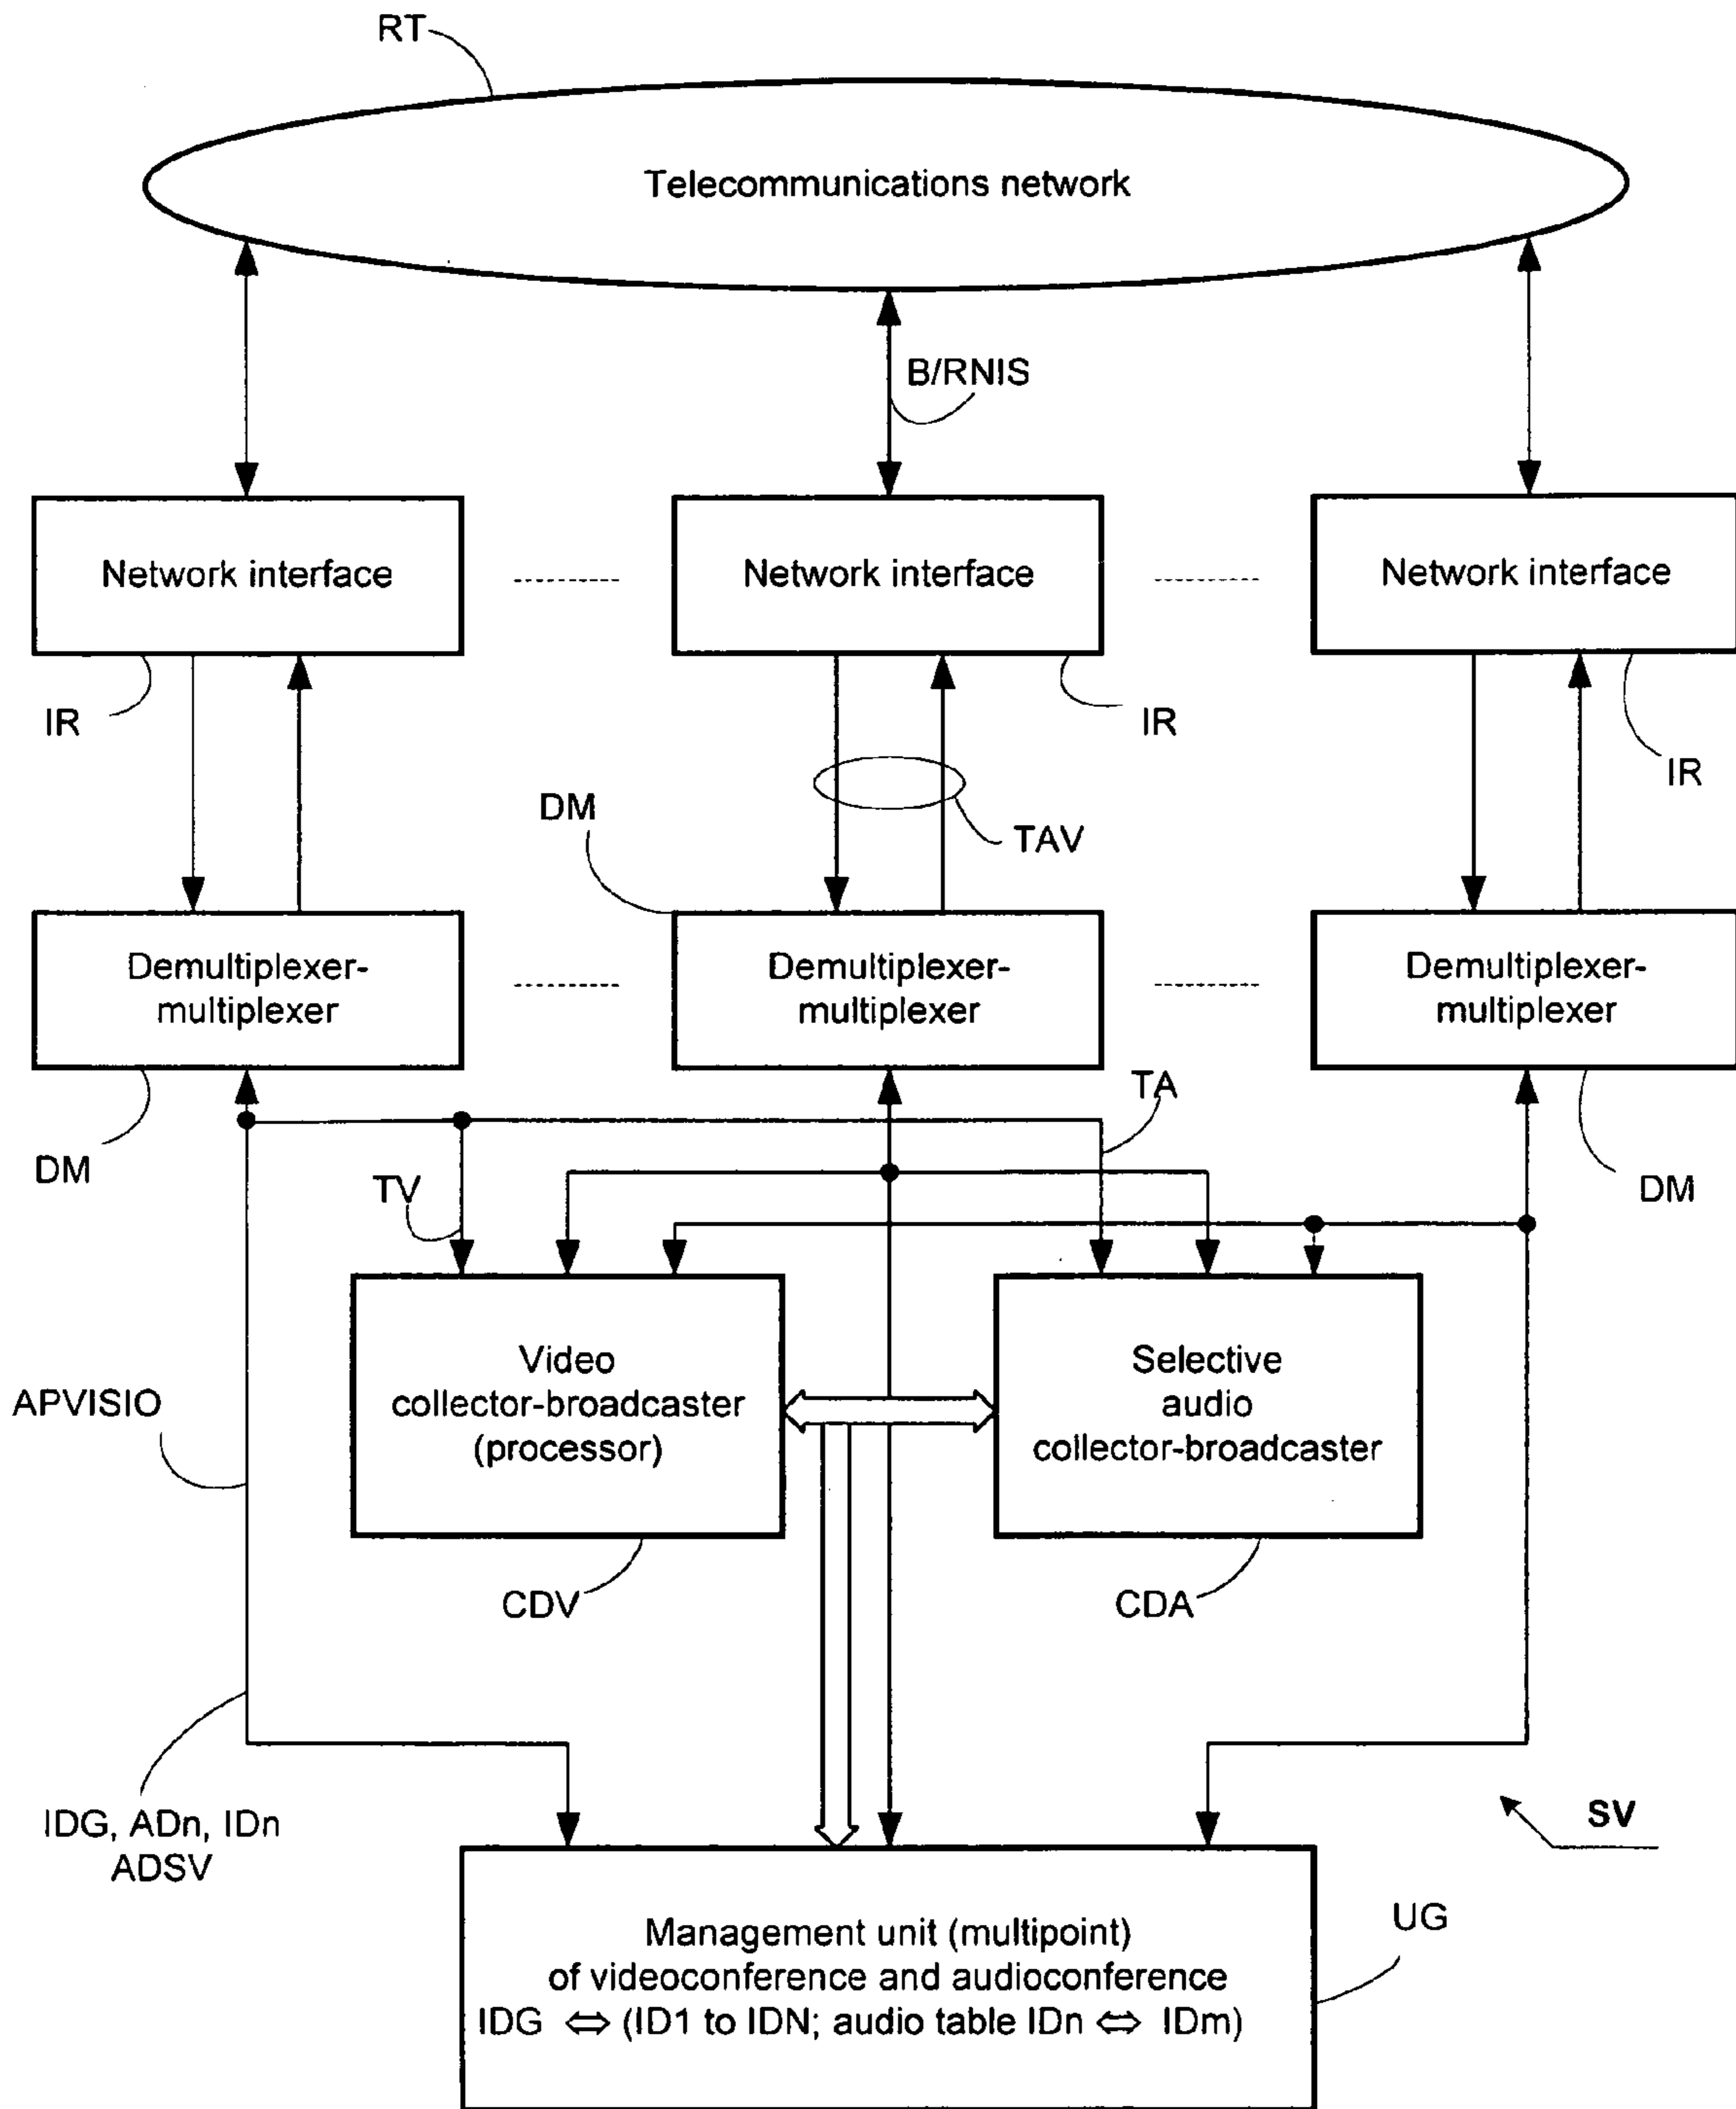 RT
Telecommunications network
B/RNIS
Network interface
Network interface
Network interface
IR
IR
IR
DM
TAV
Demultiplexer-
multiplexer
Demultiplexer-
multiplexer
Demultiplexer-
multiplexer
TA
DM
TV
DM
Video
collector-broadcaster
(processor)
Selective
audio
collector-broadcaster
APVISIO
CDV
CDA
IDG, ADn, IDn
ADSV
SV
UG
Management unit (multipoint)
of videoconference and audioconference
IDG ⇔ (ID1 to IDN; audio table IDn ⇔ IDm)